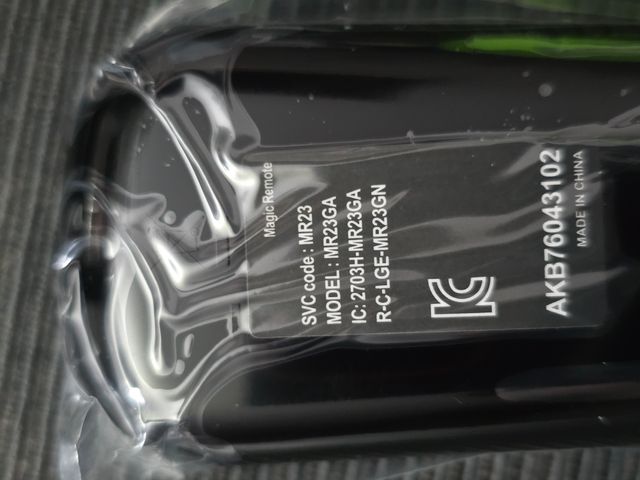 Magic Remote
SVC code : MR23
MODEL : MR23GA
IC: 2703H-MR23GA
R-C-LGE-MR23GN
AKB76043102
MADE IN CHINA